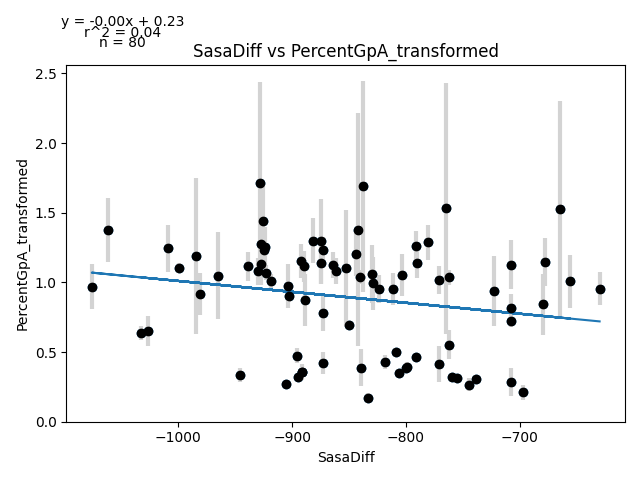 y = -0.00x + 0.23
r^2 = 0.04
n = 80
SasaDiff vs PercentGpA_transformed
PercentGpA_transformed
2.5
2.0
1.5
1.0
0.5
0.0
−1000
−900
−800
−700
SasaDiff